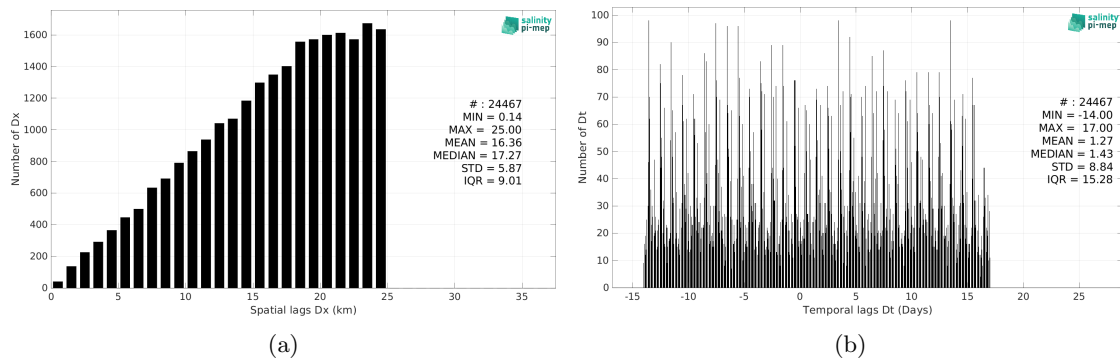 salinity
pi-mep
1600
1400
1200
1000
800
600
400
200
0
Number of Dx
# : 24467
MIN = 0.14
MAX = 25.00
MEAN = 16.36
MEDIAN = 17.27
STD = 5.87
IQR = 9.01
0 5 10 15 20 25 30 35
Spatial lags Dx (km)
(a)
salinity
pi-mep
100
90
80
70
60
50
40
30
20
10
0
Number of Dt
# : 24467
MIN = -14.00
MAX = 17.00
MEAN = 1.27
MEDIAN = 1.43
STD = 8.84
IQR = 15.28
-15 -10 -5 0 5 10 15 20 25
Temporal lags Dt (Days)
(b)